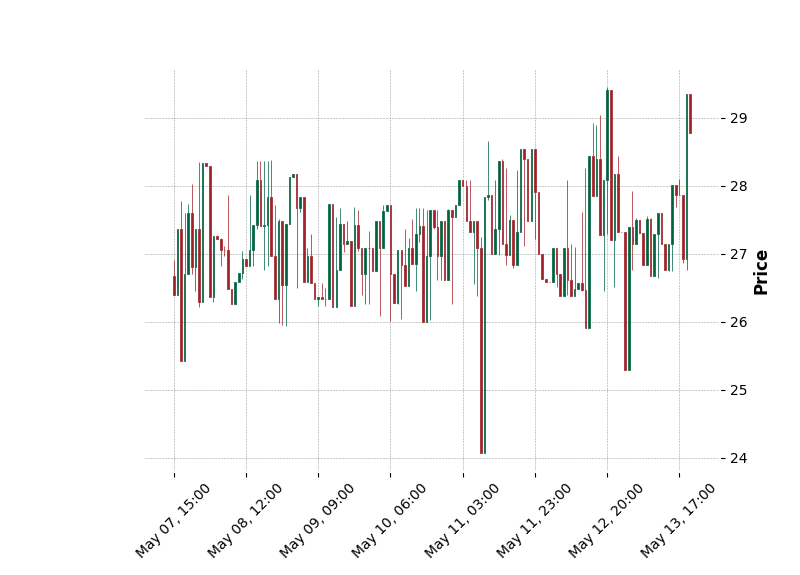 29
28
27
26
25
24
Price
May 07, 15:00
May 08, 12:00
May 09, 09:00
May 10, 06:00
May 11, 03:00
May 11, 23:00
May 12, 20:00
May 13, 17:00